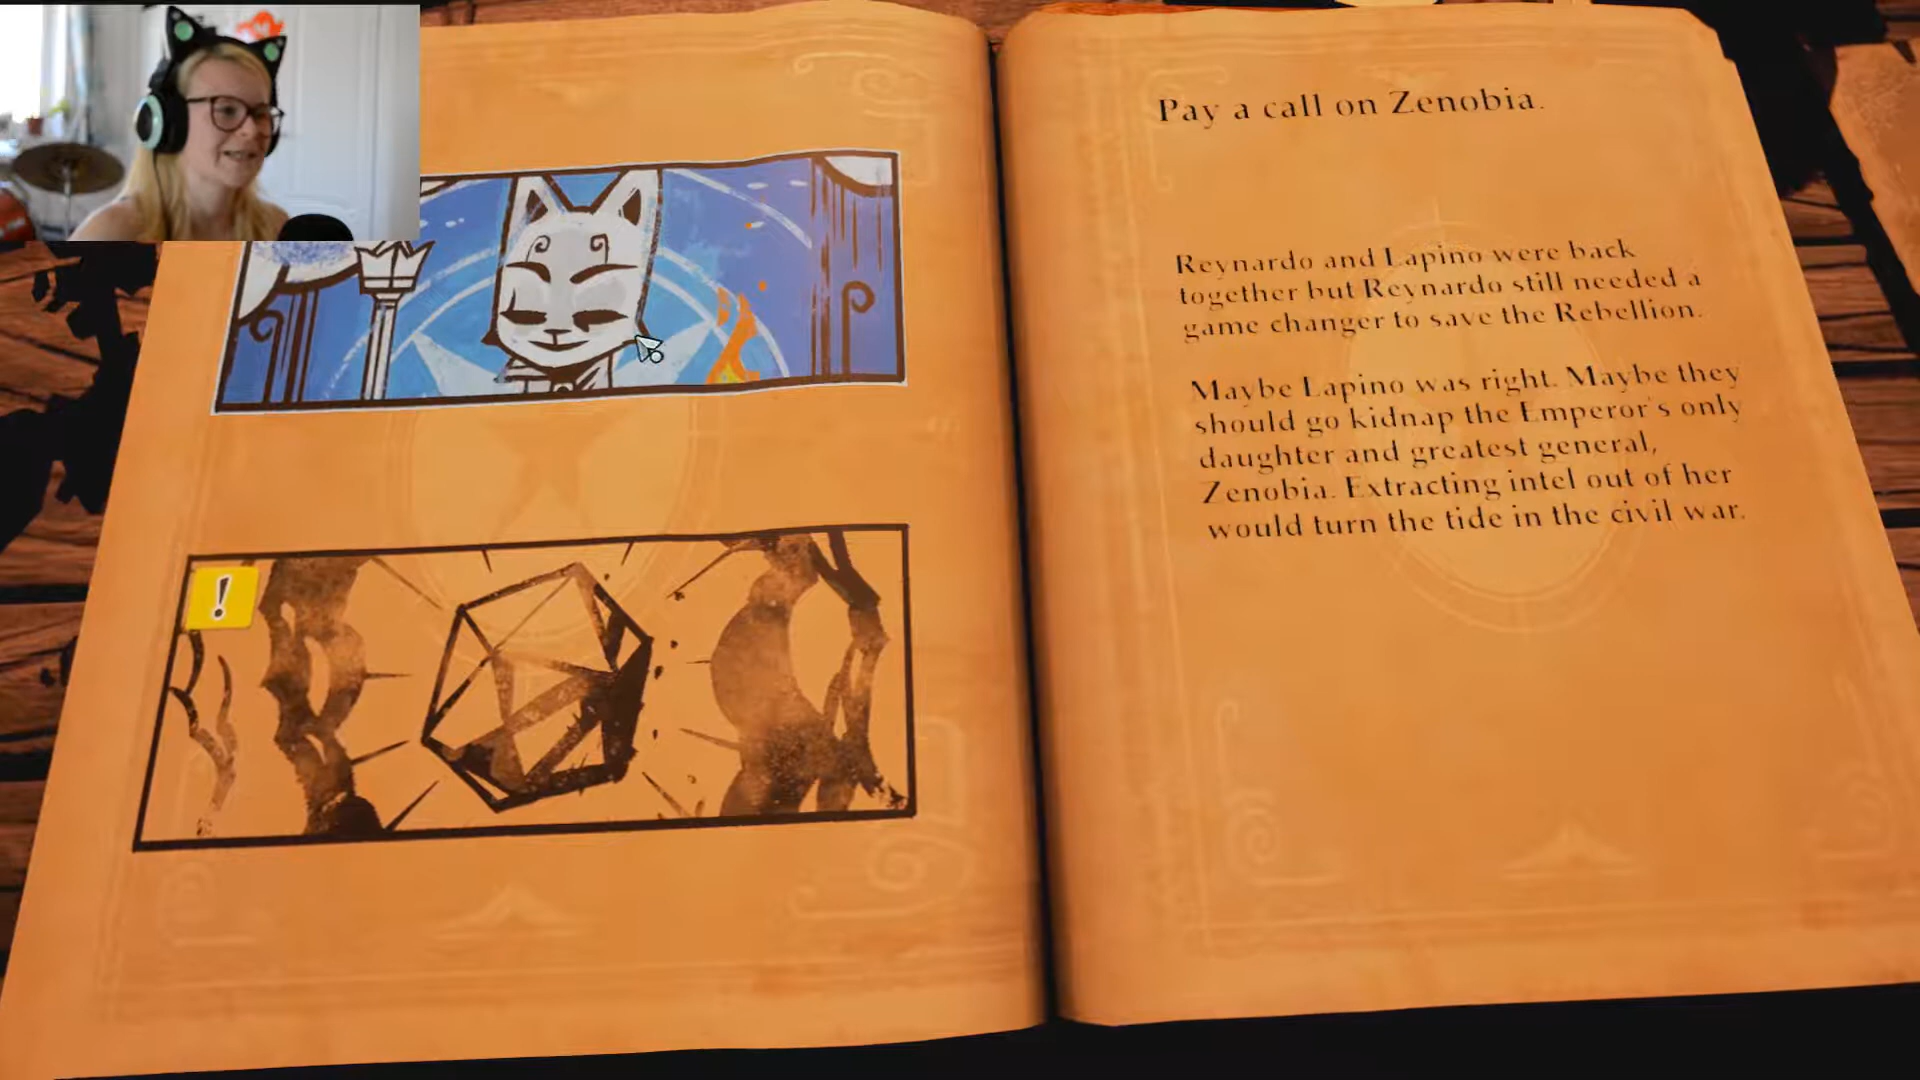 Pay a call on Zenobia.
Reynardo and Lapino were back
together but Reynardo still needed a
game changer to save the Rebellion.
Maybe Lapino was right. Maybe they
should go kidnap the Emperor's only
daughter and greatest general,
Zenobia. Extracting intel out of her
would turn the tide in the civil war.
!